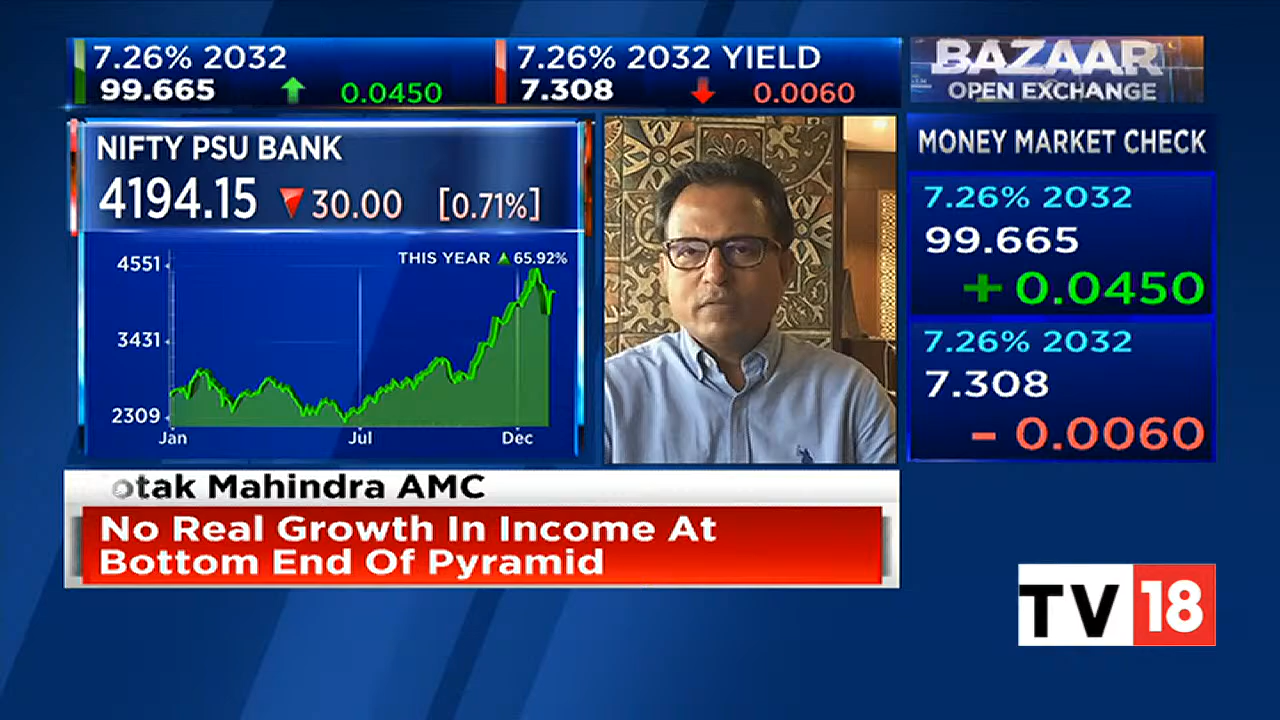 7.26% 2032
99.665 0.0450
7.26% 2032 YIELD
7.308 0.0060
BAZAAR
OPEN EXCHANGE
NIFTY PSU BANK
4194.15 30.00 [0.71%]
THIS YEAR 65.92%
4551
3431
2309
Jan Jul Dec
MONEY MARKET CHECK
7.26% 2032
99.665
+ 0.0450
7.26% 2032
7.308
- 0.0060
otak Mahindra AMC
No Real Growth In Income At
Bottom End Of Pyramid
TV18